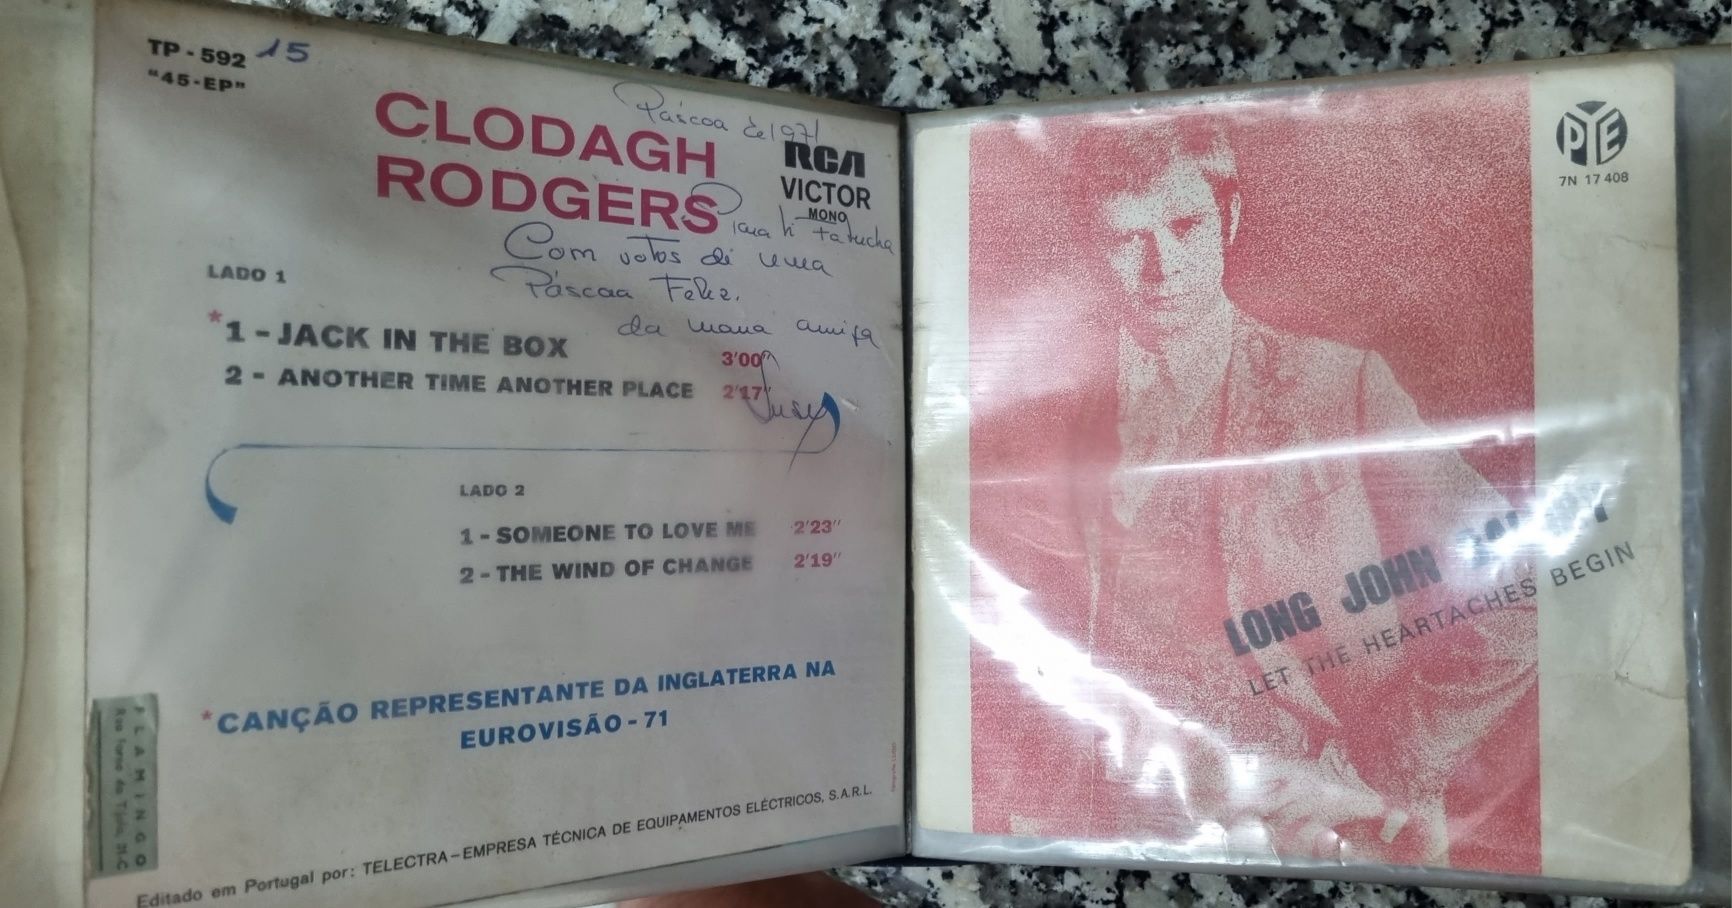 TP - 592 15
"45 - EP"
CLODAGH
RODGERS
Páscoa de 1971
RCA
VICTOR
MONO
Para ti Fatucha
Com votos de uma
Páscoa Feliz.
da mana amiga
Susy
LADO 1
* 1 - JACK IN THE BOX 3'00"
2 - ANOTHER TIME ANOTHER PLACE 2'17"
LADO 2
1 - SOMEONE TO LOVE ME 2'23"
2 - THE WIND OF CHANGE 2'19"
* CANÇÃO REPRESENTANTE DA INGLATERRA NA
EUROVISÃO - 71
FLAMINGO
Editado em Portugal por: TELECTRA - EMPRESA TÉCNICA DE EQUIPAMENTOS ELÉCTRICOS, S.A.R.L.
PYE
7N 17 408
LONG JOHN
LET THE HEARTACHES BEGIN